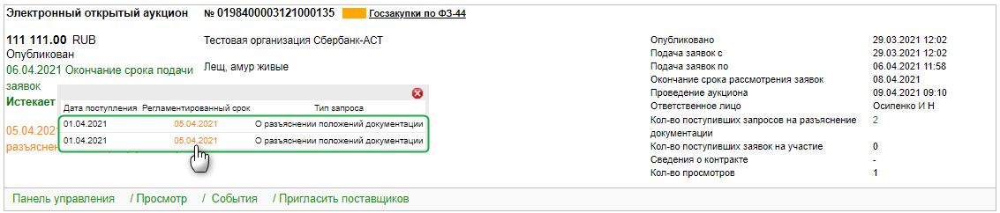 Электронный открытый аукцион № 0198400003121000135 Госзакупки по ФЗ-44
111 111.00 RUB
Опубликован
06.04.2021 Окончание срока подачи
заявок
Истекает
05.04.2021
разъяснен
Тестовая организация Сбербанк-АСТ
Лещ, амур живые
Дата поступления Регламентированный срок Тип запроса
01.04.2021 05.04.2021 О разъяснении положений документации
01.04.2021 05.04.2021 О разъяснении положений документации
Опубликовано 29.03.2021 12:02
Подача заявок с 29.03.2021 12:02
Подача заявок по 06.04.2021 11:58
Окончание срока рассмотрения заявок 08.04.2021
Проведение аукциона 09.04.2021 09:10
Ответственное лицо Осипенко И Н
Кол-во поступивших запросов на разъяснение 2
документации
Кол-во поступивших заявок на участие 0
Сведения о контракте -
Кол-во просмотров 1
Панель управления / Просмотр / События / Пригласить поставщиков